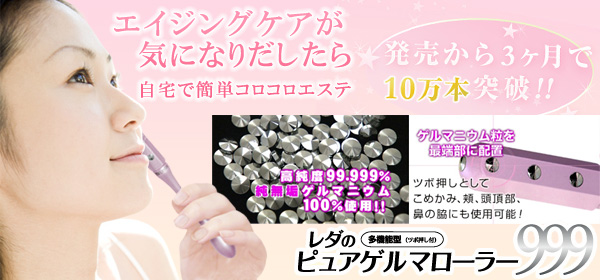 エイジングケアが
気になりだしたら
自宅で簡単コロコロエステ
発売から3ヶ月で
10万本突破!!
高純度99.999%
純無垢ゲルマニウム
100%使用!!
ゲルマニウム粒を
最端部に配置
ツボ押しとして
こめかみ、頬、頭頂部、
鼻の脇にも使用可能!
レダの 多機能型(ツボ押し付)
ピュアゲルマローラー999